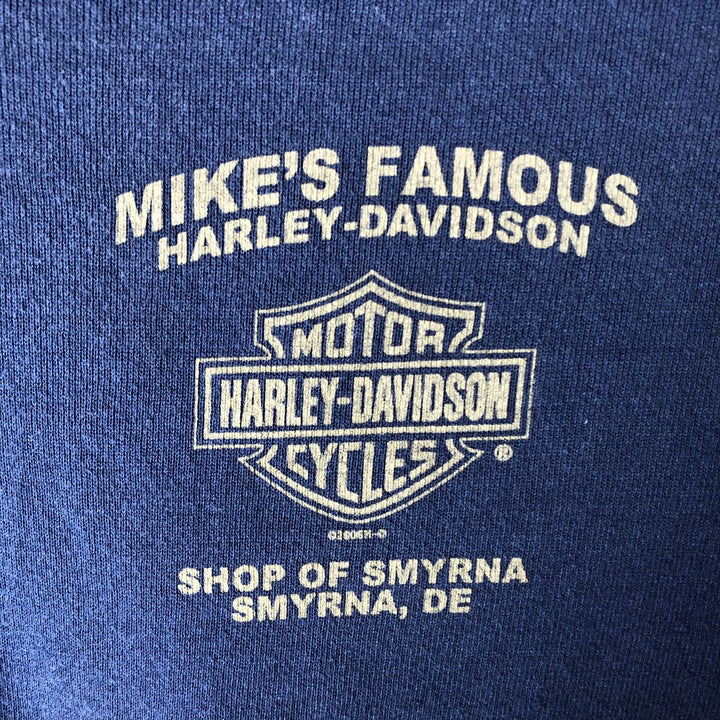 MIKE'S FAMOUS
HARLEY-DAVIDSON
MOTOR
HARLEY-DAVIDSON
CYCLES
®
SHOP OF SMYRNA
SMYRNA, DE